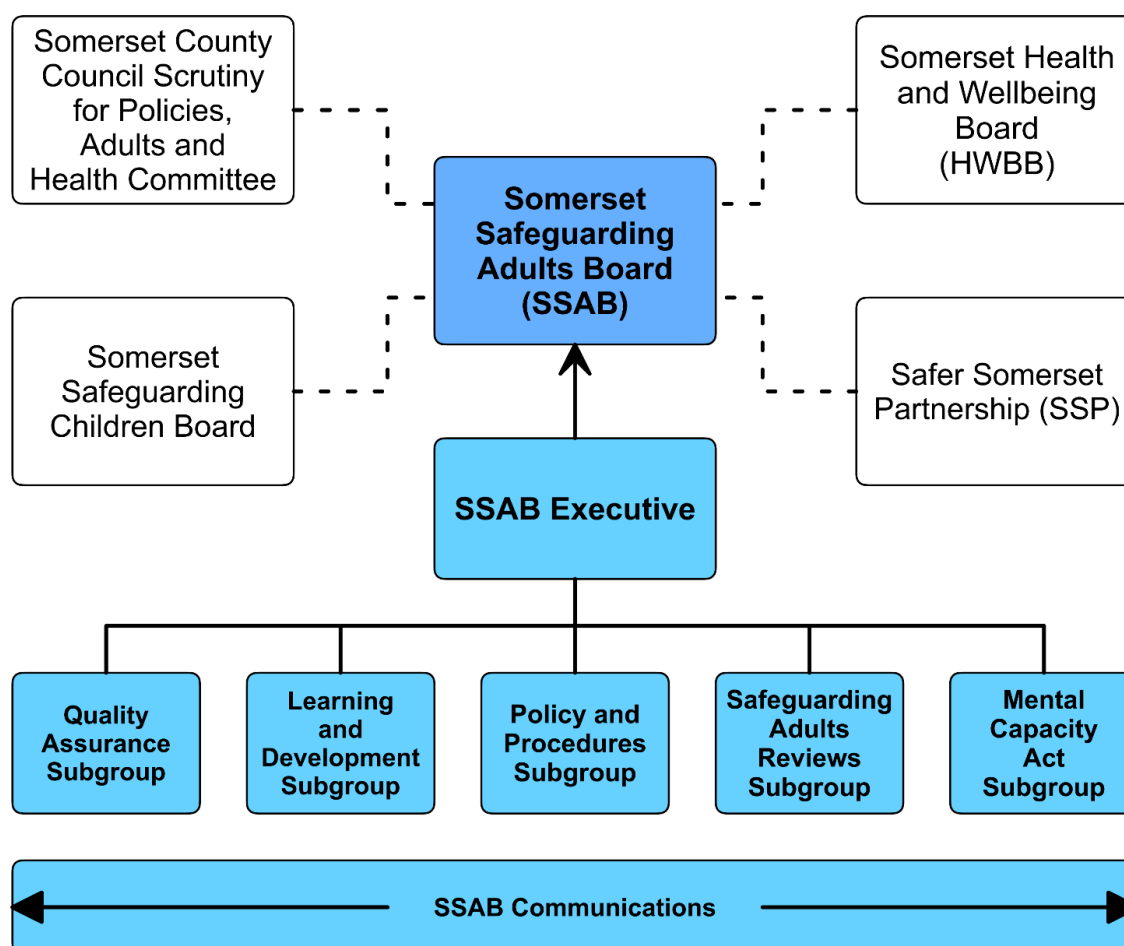 Somerset County
Council Scrutiny
for Policies,
Adults and
Health Committee
Somerset Health
and Wellbeing
Board
(HWBB)
Somerset
Safeguarding
Adults Board
(SSAB)
Somerset
Safeguarding
Children Board
Safer Somerset
Partnership (SSP)
SSAB Executive
Quality
Assurance
Subgroup
Learning
and
Development
Subgroup
Policy and
Procedures
Subgroup
Safeguarding
Adults
Reviews
Subgroup
Mental
Capacity
Act
Subgroup
SSAB Communications